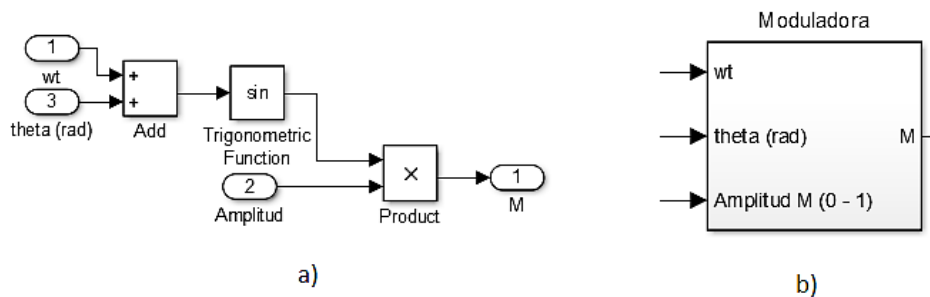 1
wt
3
theta (rad)
+
+
Add
sin
Trigonometric
Function
2
Amplitud
×
Product
1
M
a)
Moduladora
wt
theta (rad)
M
Amplitud M (0 - 1)
b)